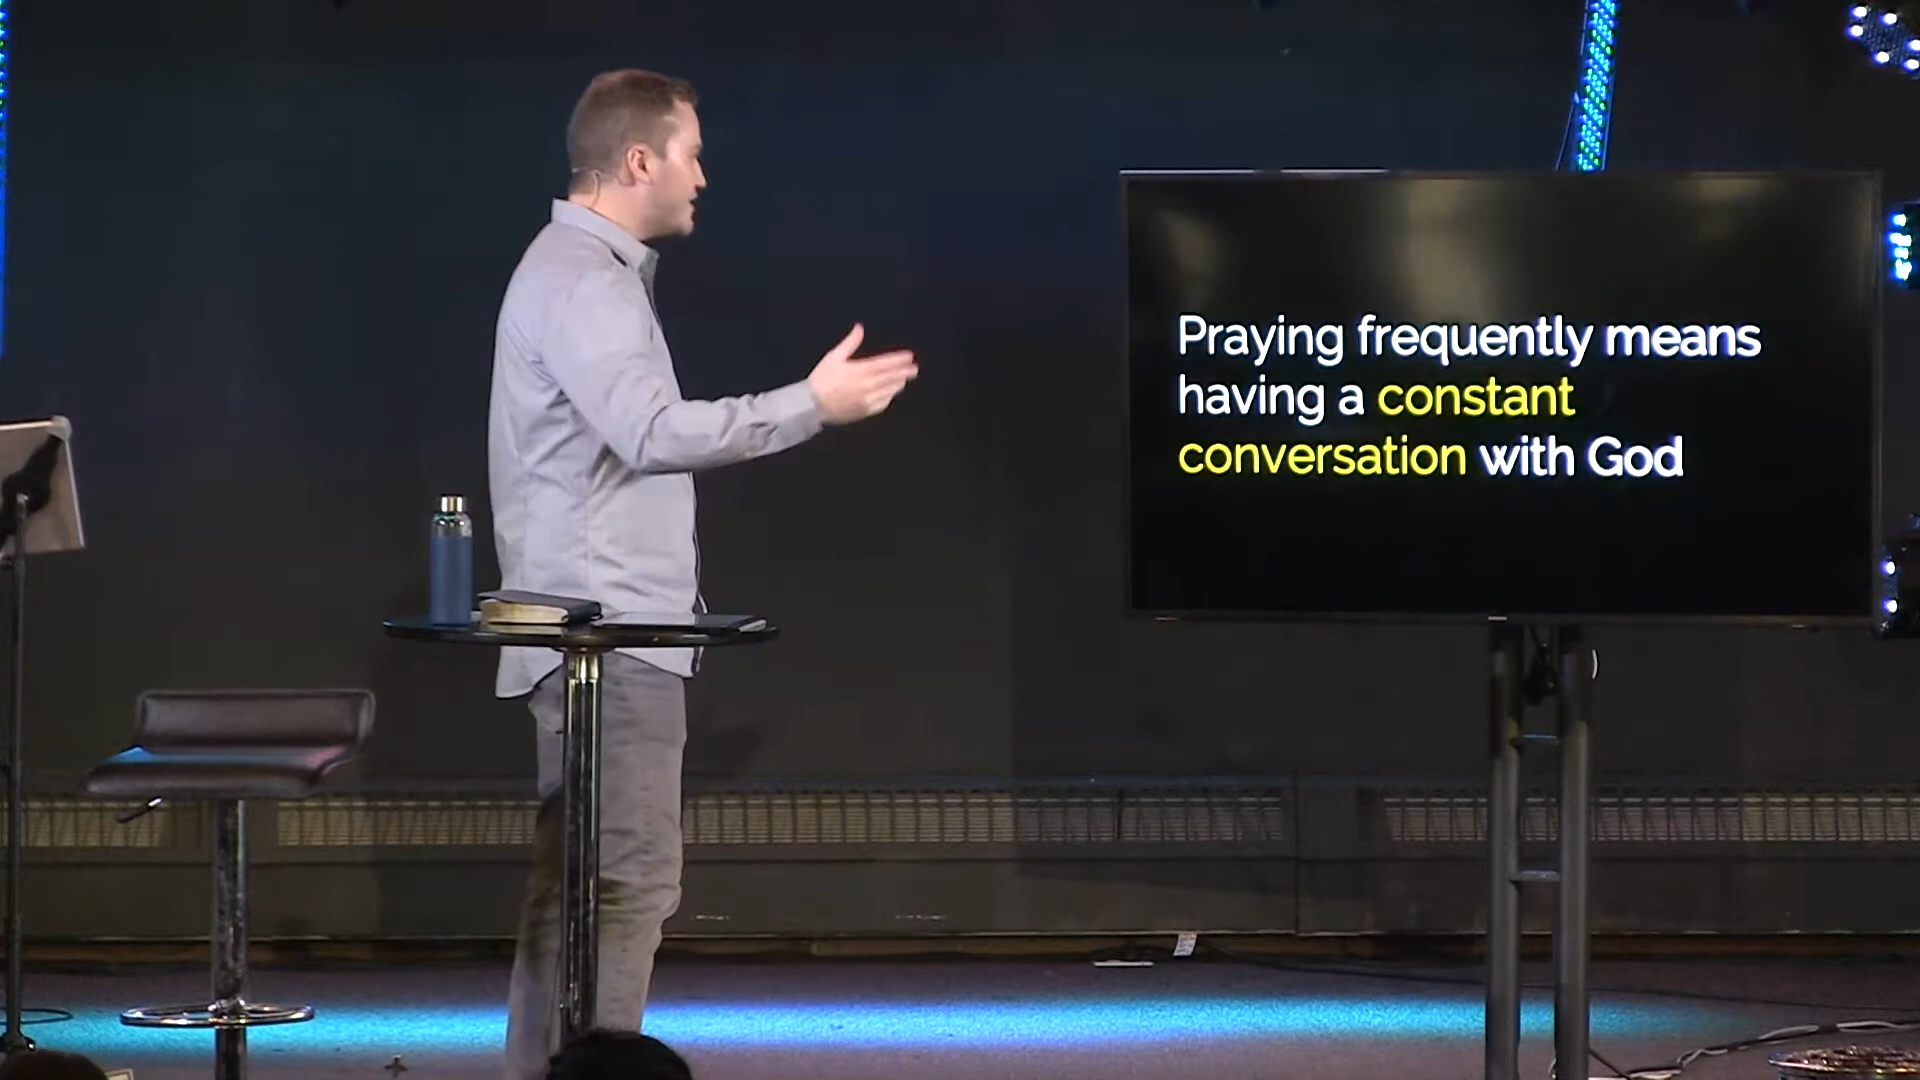 Praying frequently means
having a constant
conversation with God